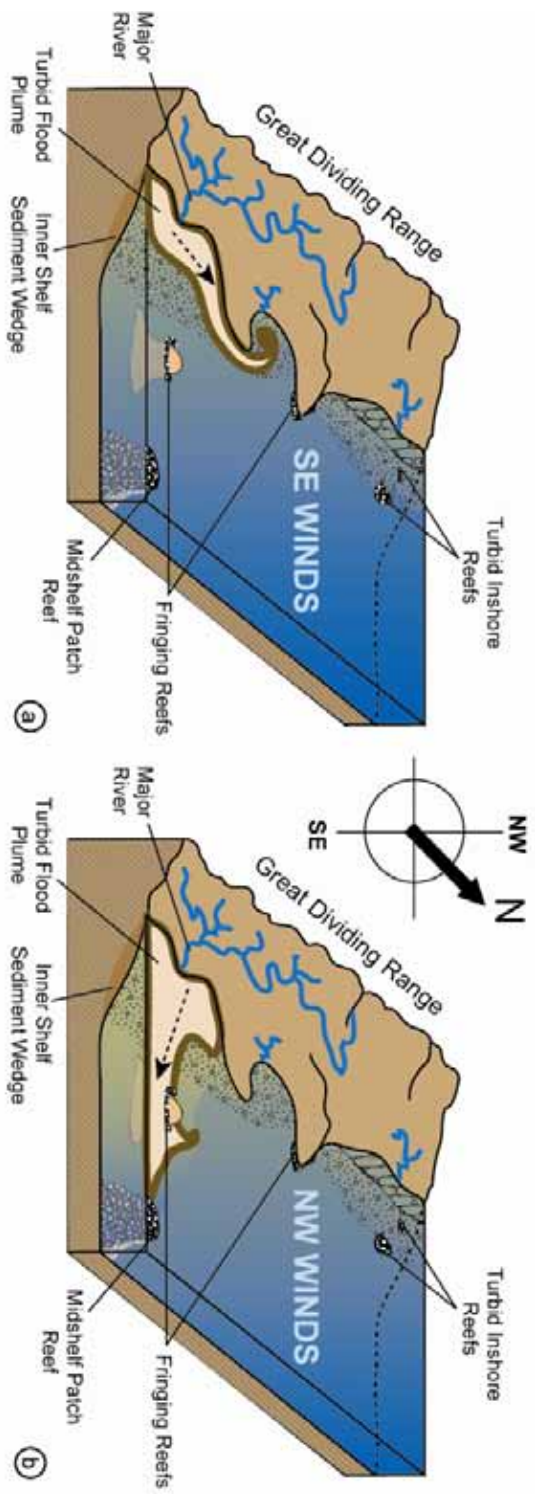 Great Dividing Range
Major
River
Turbid Flood
Plume
Inner Shelf
Sediment Wedge
SE WINDS
Turbid Inshore
Reefs
Fringing Reefs
Midshelf Patch
Reef
a
NW
N
SE
Great Dividing Range
Major
River
Turbid Flood
Plume
Inner Shelf
Sediment Wedge
NW WINDS
Turbid Inshore
Reefs
Fringing Reefs
Midshelf Patch
Reef
b